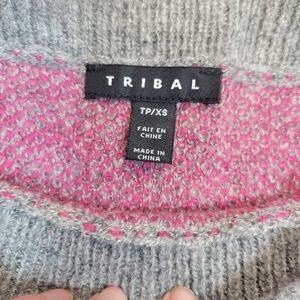 TRIBAL
TP/XS
FAIT EN
CHINE
MADE IN
CHINA